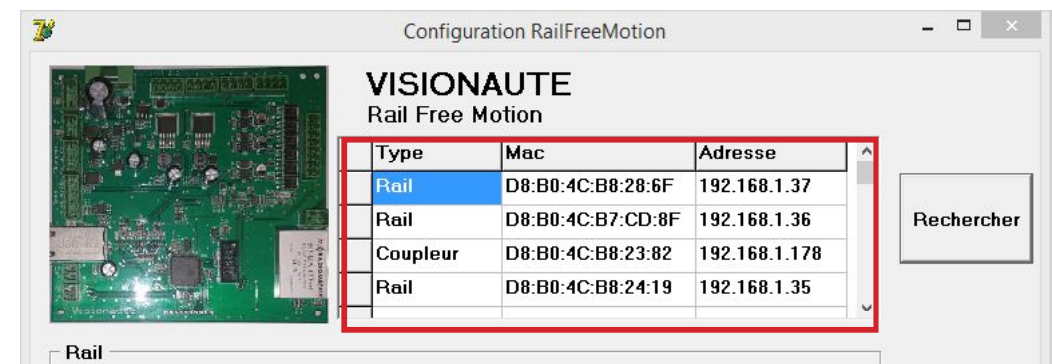 Configuration RailFreeMotion
VISIONAUTE
Rail Free Motion
Type Mac Adresse
Rail D8:B0:4C:B8:28:6F 192.168.1.37
Rail D8:B0:4C:B7:CD:8F 192.168.1.36
Coupleur D8:B0:4C:B8:23:82 192.168.1.178
Rail D8:B0:4C:B8:24:19 192.168.1.35
Rechercher
Visionaute
Rail